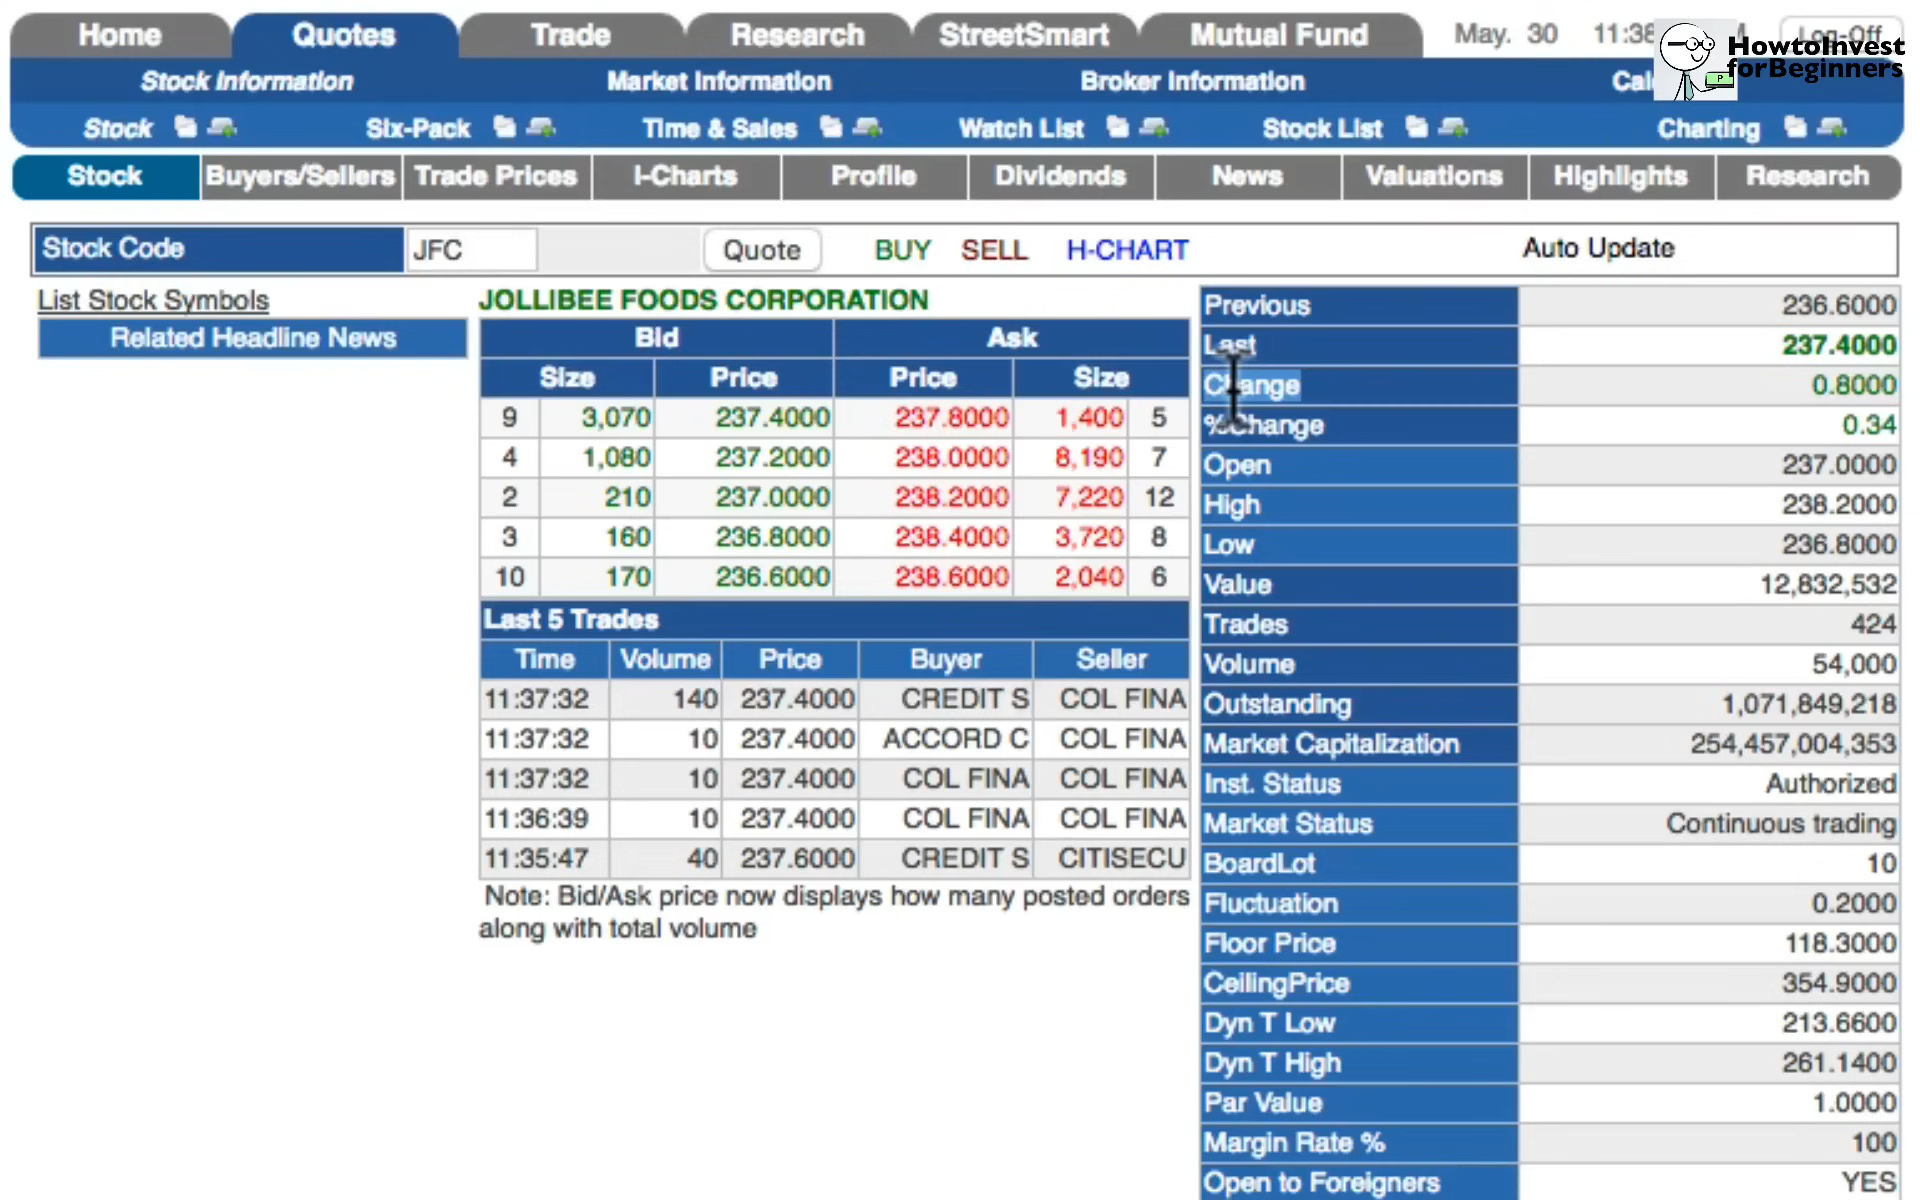 Home Quotes Trade Research StreetSmart Mutual Fund May. 30 Log-Off
HowtoInvest
forBeginners
P
Stock Information Market Information Broker Information
Stock Six-Pack Time & Sales Watch List Stock List Charting
Stock Buyers/Sellers Trade Prices I-Charts Profile Dividends News Valuations Highlights Research
Stock Code JFC Quote BUY SELL H-CHART Auto Update
List Stock Symbols
Related Headline News
JOLLIBEE FOODS CORPORATION
Bid Ask
Size Price Price Size
9 3,070 237.4000 237.8000 1,400 5
4 1,080 237.2000 238.0000 8,190 7
2 210 237.0000 238.2000 7,220 12
3 160 236.8000 238.4000 3,720 8
10 170 236.6000 238.6000 2,040 6
Last 5 Trades
Time Volume Price Buyer Seller
11:37:32 140 237.4000 CREDIT S COL FINA
11:37:32 10 237.4000 ACCORD C COL FINA
11:37:32 10 237.4000 COL FINA COL FINA
11:36:39 10 237.4000 COL FINA COL FINA
11:35:47 40 237.6000 CREDIT S CITISECU
Note: Bid/Ask price now displays how many posted orders
along with total volume
Previous 236.6000
Last 237.4000
Change 0.8000
%Change 0.34
Open 237.0000
High 238.2000
Low 236.8000
Value 12,832,532
Trades 424
Volume 54,000
Outstanding 1,071,849,218
Market Capitalization 254,457,004,353
Inst. Status Authorized
Market Status Continuous trading
BoardLot 10
Fluctuation 0.2000
Floor Price 118.3000
CeilingPrice 354.9000
Dyn T Low 213.6600
Dyn T High 261.1400
Par Value 1.0000
Margin Rate % 100
Open to Foreigners YES